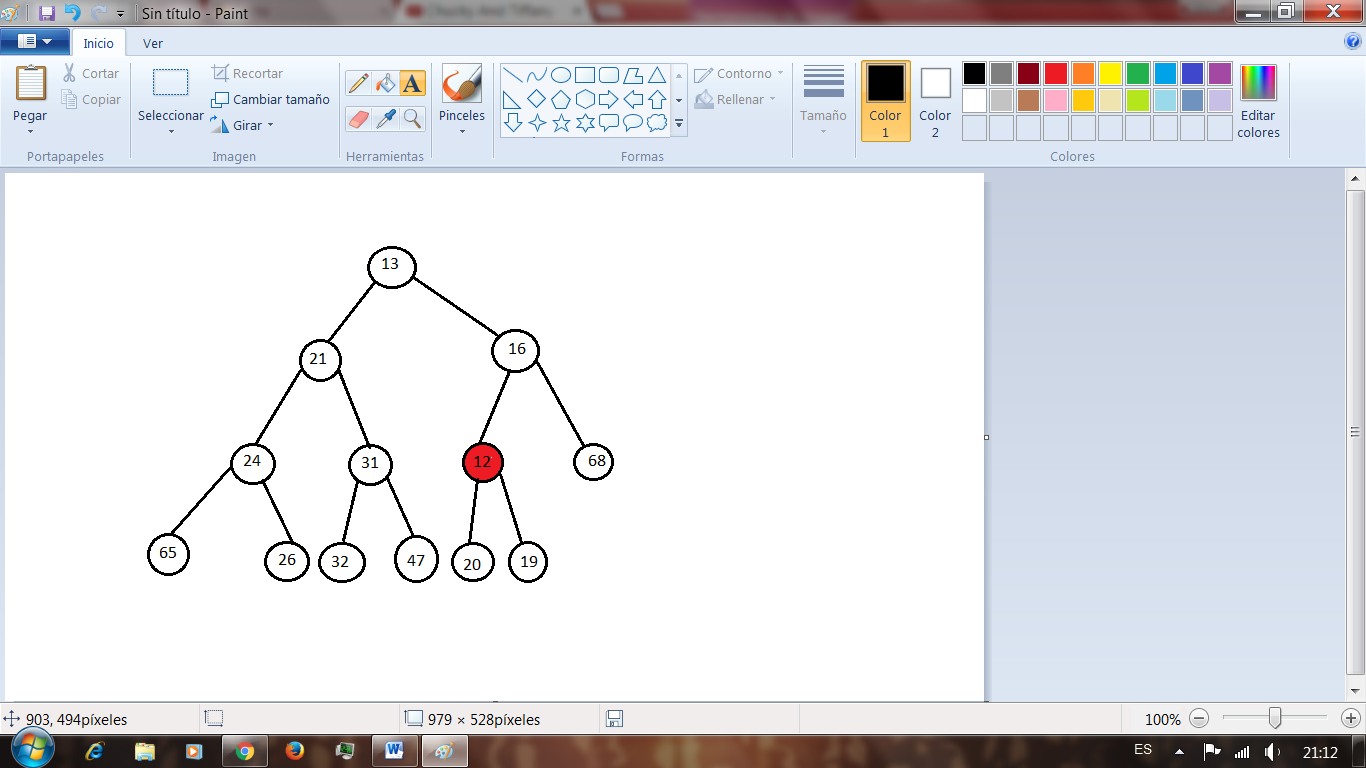 Sin título - Paint
Inicio Ver
Pegar
Cortar
Copiar
Portapapeles
Seleccionar
Recortar
Cambiar tamaño
Girar
Imagen
A
Herramientas
Pinceles
Contorno
Rellenar
Formas
Tamaño
Color
1
Color
2
Editar
colores
Colores
13
21 16
24 31 12 68
65 26 32 47 20 19
903, 494píxeles 979 × 528píxeles 100%
W ES 21:12